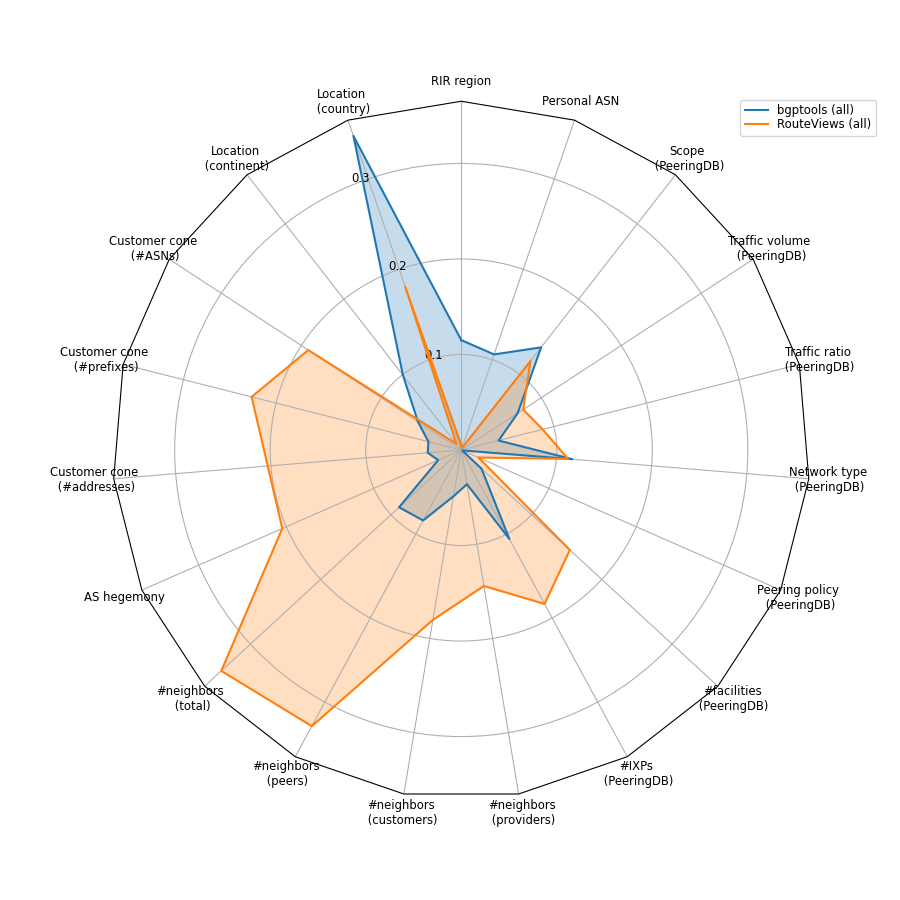 RIR region
Personal ASN
Scope
(PeeringDB)
Traffic volume
(PeeringDB)
Traffic ratio
(PeeringDB)
Network type
(PeeringDB)
Peering policy
(PeeringDB)
#facilities
(PeeringDB)
#IXPs
(PeeringDB)
#neighbors
(providers)
#neighbors
(customers)
#neighbors
(peers)
#neighbors
(total)
AS hegemony
Customer cone
(#addresses)
Customer cone
(#prefixes)
Customer cone
(#ASNs)
Location
(continent)
Location
(country)
0.3
0.2
0.1
bgptools (all)
RouteViews (all)